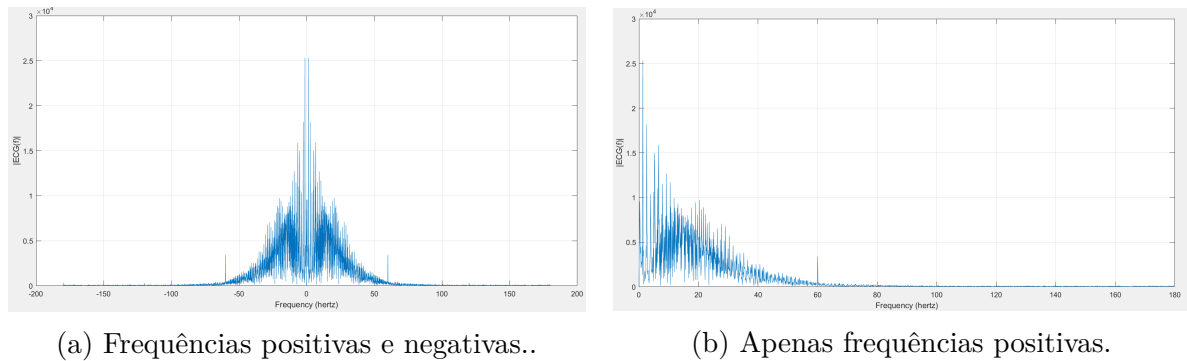 ×10⁴
3
2.5
2
1.5
1
0.5
0
|ECG(f)|
-200 -150 -100 -50 0 50 100 150 200
Frequency (hertz)
(a) Frequências positivas e negativas..
×10⁴
3
2.5
2
1.5
1
0.5
0
|ECG(f)|
0 20 40 60 80 100 120 140 160 180
Frequency (hertz)
(b) Apenas frequências positivas.